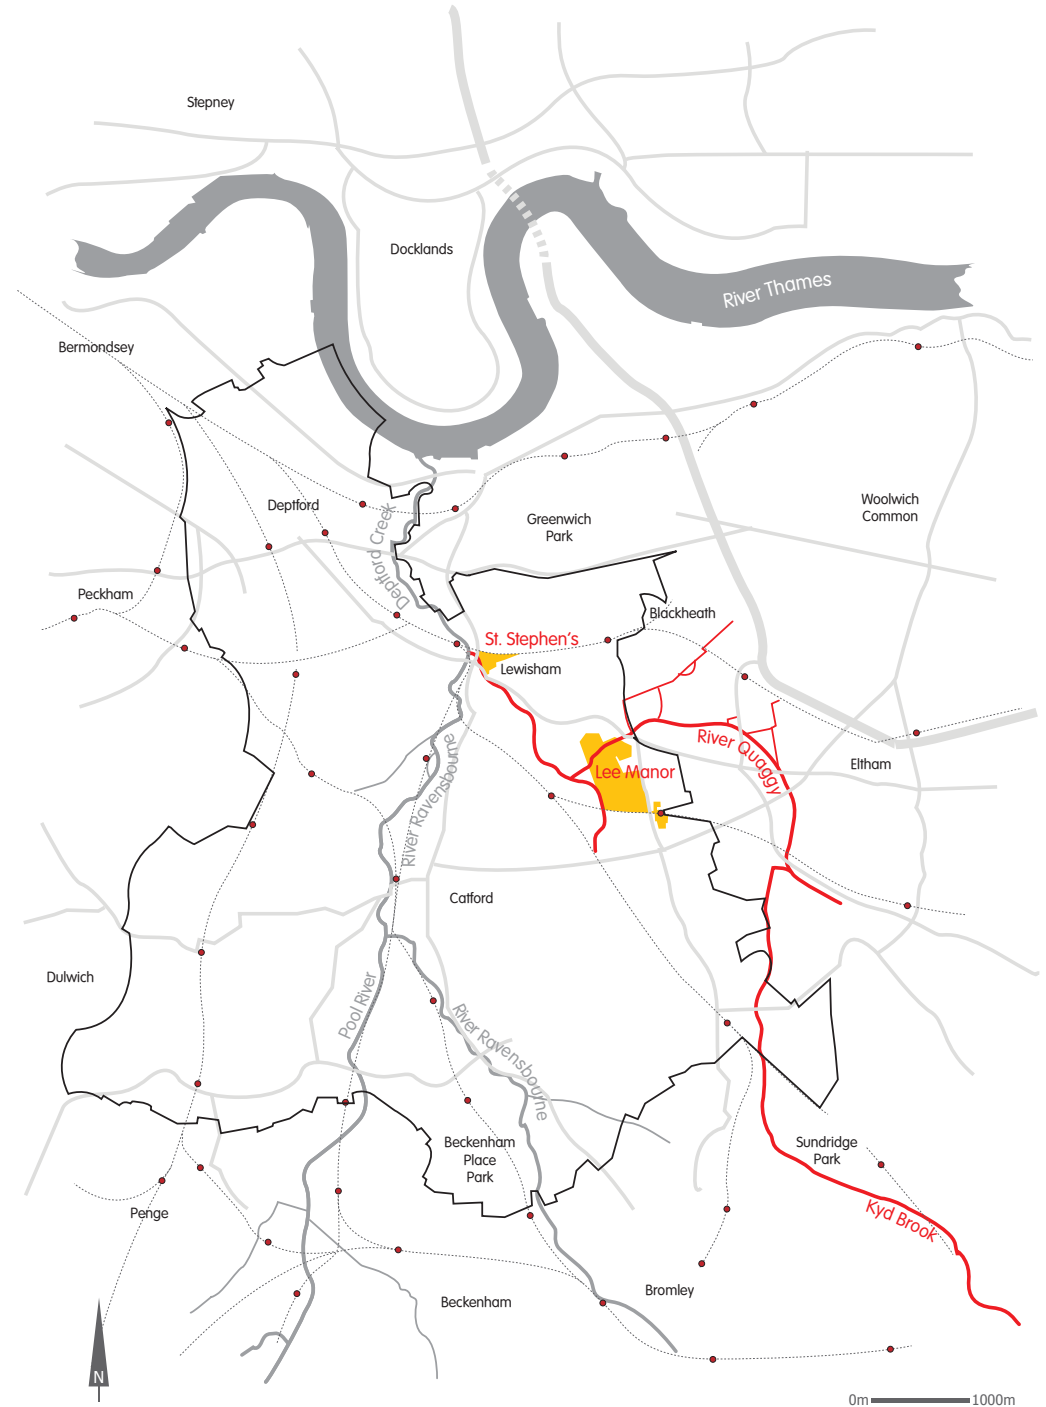 Stepney
Docklands
River Thames
Bermondsey
Deptford
Deptford Creek
Greenwich
Park
Woolwich
Common
Peckham
Blackheath
St. Stephen's
Lewisham
River Quaggy
Lee Manor
Eltham
River Ravensbourne
Catford
Dulwich
Pool River
River Ravensbourne
Beckenham
Place
Park
Sundridge
Park
Penge
Kyd Brook
Bromley
Beckenham
N
0m
1000m